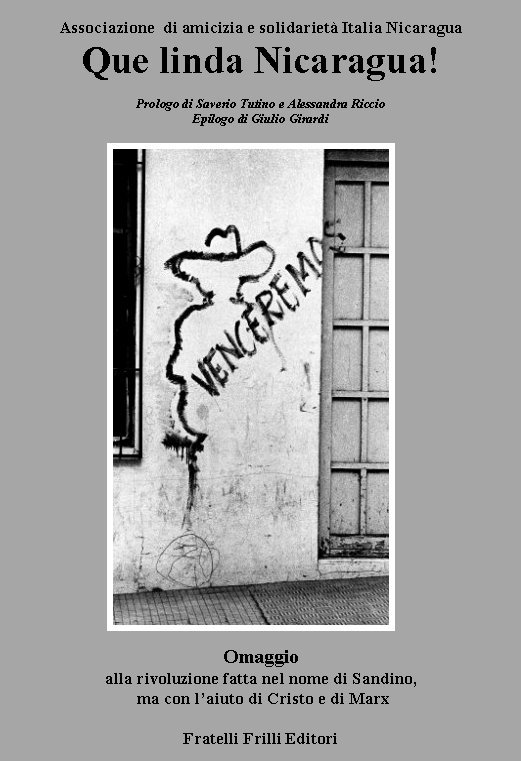 Associazione di amicizia e solidarietà Italia Nicaragua
Que linda Nicaragua!
Prologo di Saverio Tutino e Alessandra Riccio
Epilogo di Giulio Girardi
VENCEREMOS
Omaggio
alla rivoluzione fatta nel nome di Sandino,
ma con l'aiuto di Cristo e di Marx
Fratelli Frilli Editori